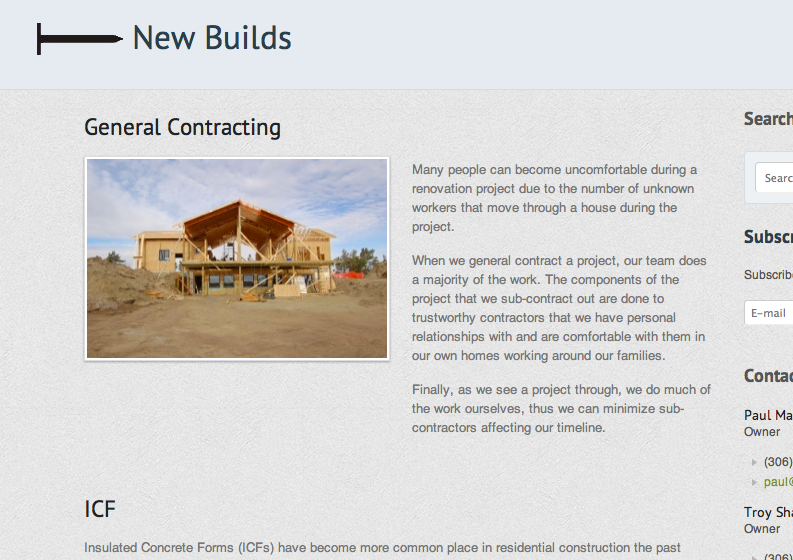 New Builds
General Contracting
Many people can become uncomfortable during a
renovation project due to the number of unknown
workers that move through a house during the
project.
When we general contract a project, our team does
a majority of the work. The components of the
project that we sub-contract out are done to
trustworthy contractors that we have personal
relationships with and are comfortable with them in
our own homes working around our families.
Finally, as we see a project through, we do much of
the work ourselves, thus we can minimize sub-
contractors affecting our timeline.
ICF
Insulated Concrete Forms (ICFs) have become more common place in residential construction the past
Search
Searc
Subscr
Subscribe
E-mail
Contac
Paul Ma
Owner
(306)
paul@
Troy Sha
Owner
(306)